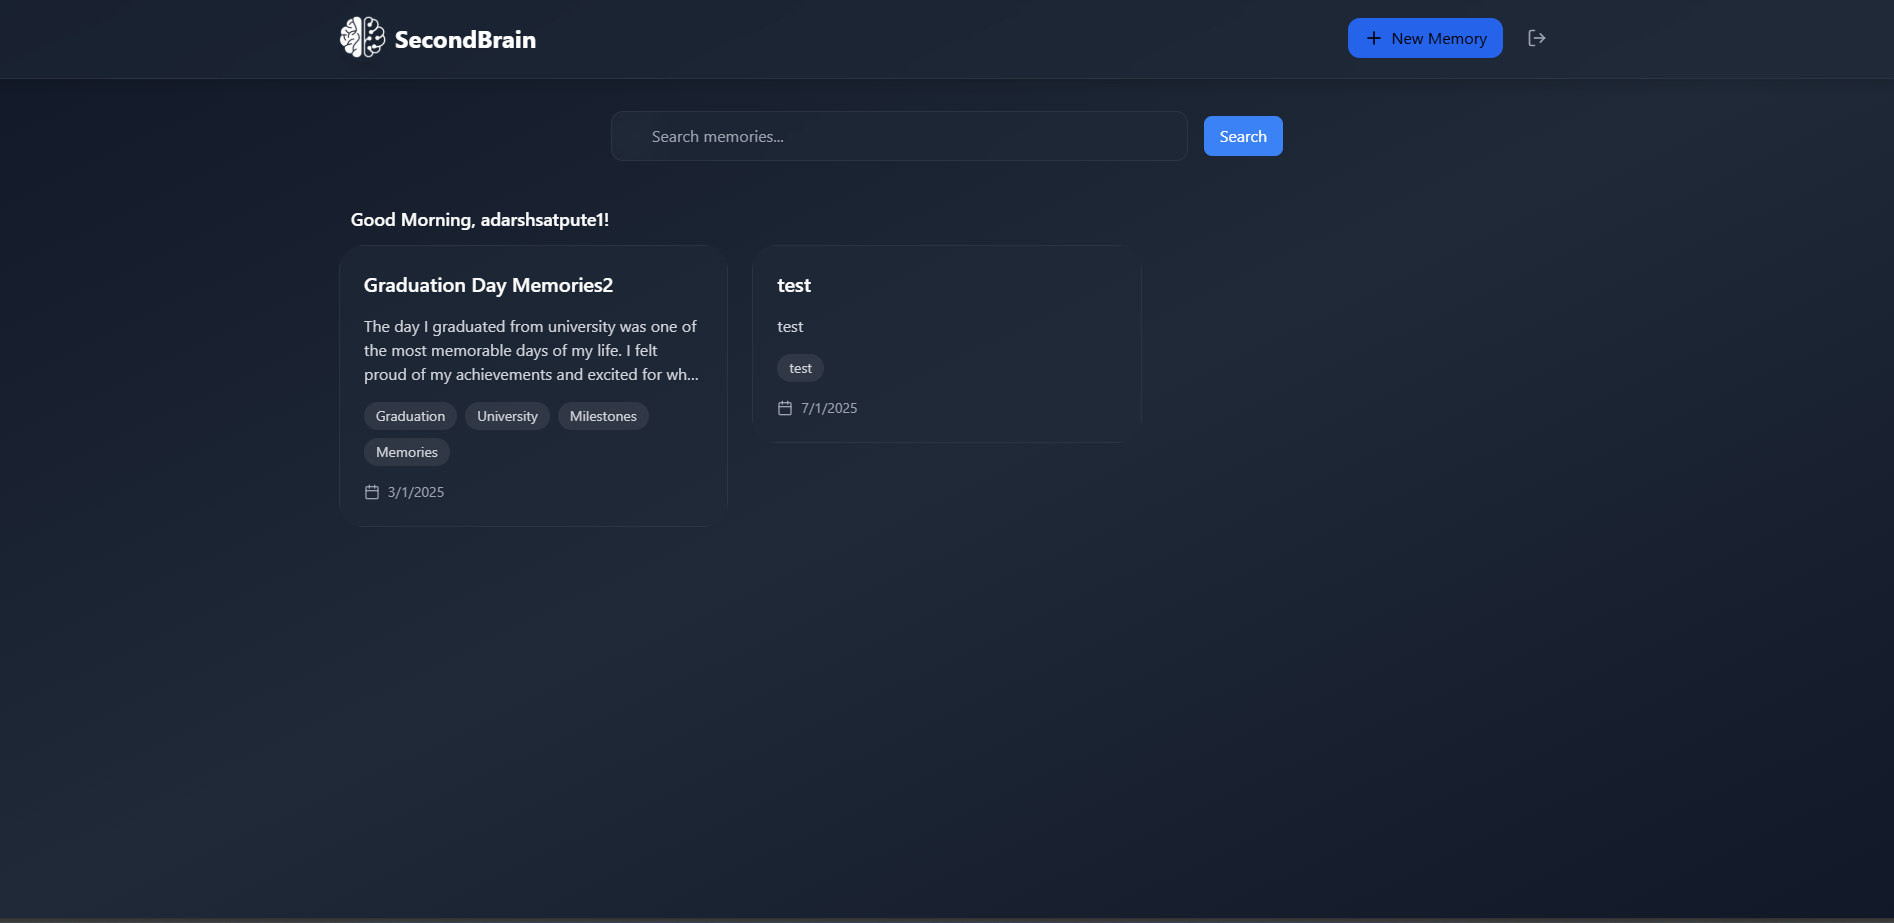 SecondBrain
New Memory
Search memories...
Search
Good Morning, adarshsatpute1!
Graduation Day Memories2
The day I graduated from university was one of
the most memorable days of my life. I felt
proud of my achievements and excited for wh...
Graduation University Milestones
Memories
3/1/2025
test
test
test
7/1/2025